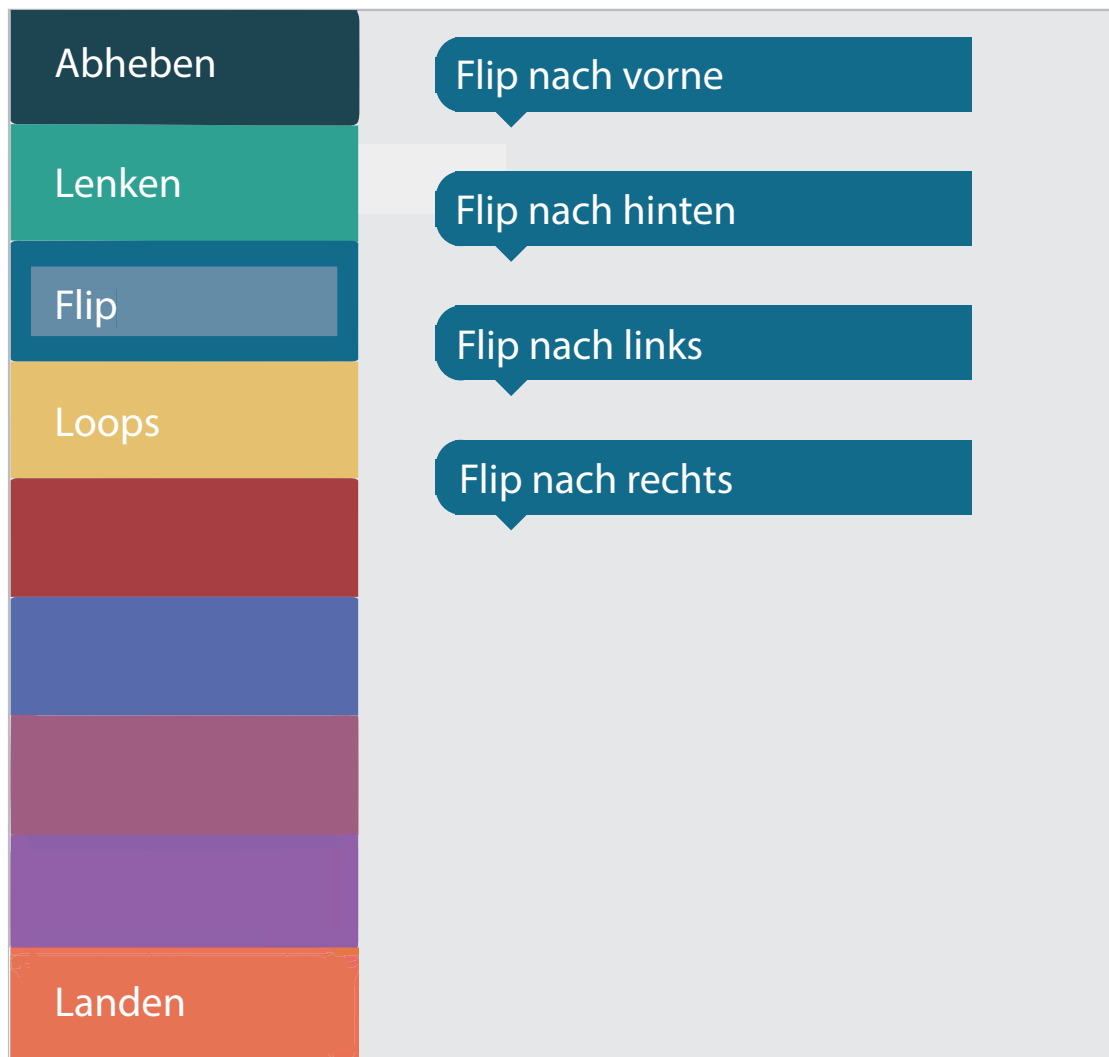 Abheben
Lenken
Flip
Loops
Landen
Flip nach vorne
Flip nach hinten
Flip nach links
Flip nach rechts